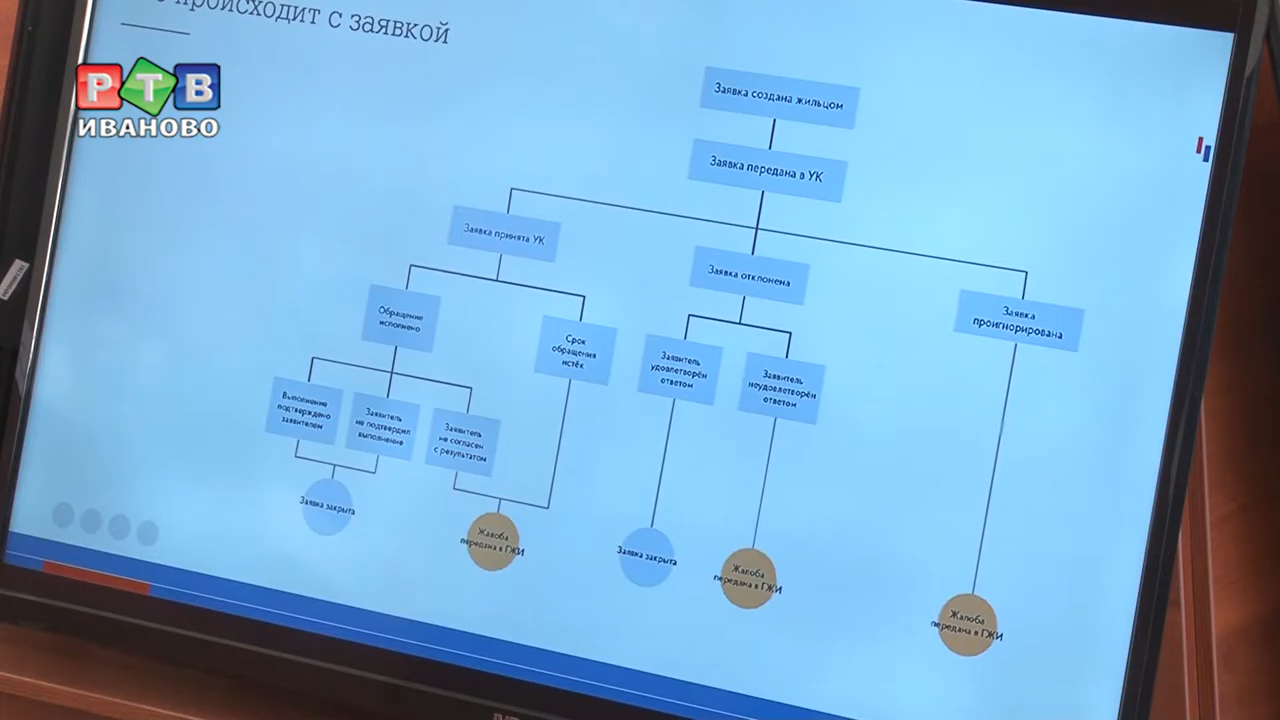 происходит с заявкой
РТВ
ИВАНОВО
Заявка создана жильцом
Заявка передана в УК
Заявка принята УК
Заявка отклонена
Заявка
проигнорирована
Обращение
исполнено
Срок
обращения
истёк
Заявитель
удовлетворён
ответом
Заявитель
неудовлетворён
ответом
Выполнение
подтверждено
заявителем
Заявитель
не подтвердил
выполнение
Заявитель
не согласен
с результатом
Заявка закрыта
Жалоба
передана в ГЖИ
Заявка закрыта
Жалоба
передана в ГЖИ
Жалоба
передана в ГЖИ